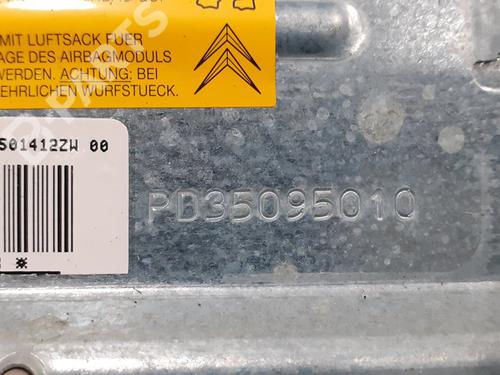 MIT LUFTSACK FUER
AGE DES AIRBAGMODULS
WERDEN. ACHTUNG: BEI
EHRLICHEN WURFSTUECK.
501412ZW 00
PD35095010